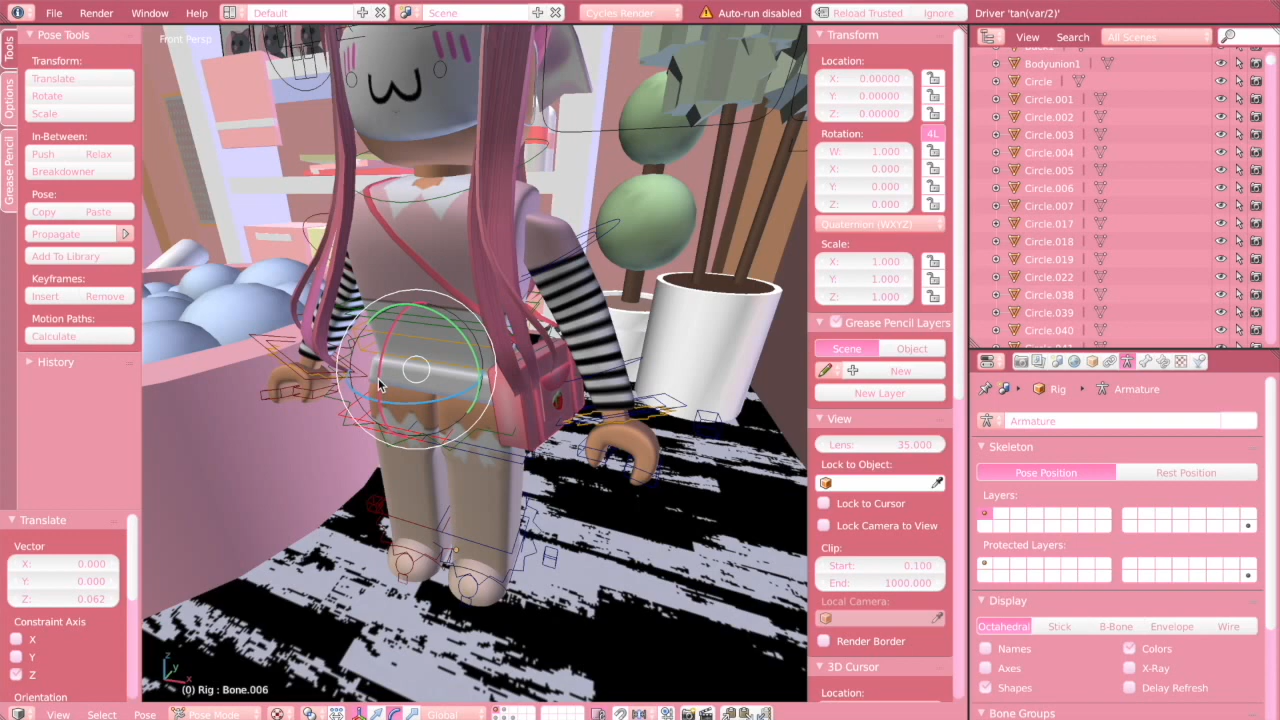 File Render Window Help Default Scene Cycles Render Auto-run disabled Reload Trusted Ignore Driver 'tan(var/2)'
Tools
Options
Grease Pencil
Pose Tools
Transform:
Translate
Rotate
Scale
In-Between:
Push Relax
Breakdowner
Pose:
Copy Paste
Propagate
Add To Library
Keyframes:
Insert Remove
Motion Paths:
Calculate
History
Translate
Vector
X: 0.000
Y: 0.000
Z: 0.062
Constraint Axis
X
Y
Z
Orientation
Front Persp
z
y
x
(0) Rig : Bone.006
View Select Pose Pose Mode Global
Transform
Location:
X: 0.00000
Y: 0.00000
Z: 0.00000
Rotation: 4L
W: 1.000
X: 0.000
Y: 0.000
Z: 0.000
Quaternion (WXYZ)
Scale:
X: 1.000
Y: 1.000
Z: 1.000
Grease Pencil Layers
Scene Object
New
New Layer
View
Lens: 35.000
Lock to Object:
Lock to Cursor
Lock Camera to View
Clip:
Start: 0.100
End: 1000.000
Local Camera:
Render Border
3D Cursor
Location:
View Search All Scenes
Bodyunion1
Circle
Circle.001
Circle.002
Circle.003
Circle.004
Circle.005
Circle.006
Circle.007
Circle.017
Circle.018
Circle.019
Circle.022
Circle.038
Circle.039
Circle.040
Rig Armature
Armature
Skeleton
Pose Position Rest Position
Layers:
Protected Layers:
Display
Octahedral Stick B-Bone Envelope Wire
Names Colors
Axes X-Ray
Shapes Delay Refresh
Bone Groups